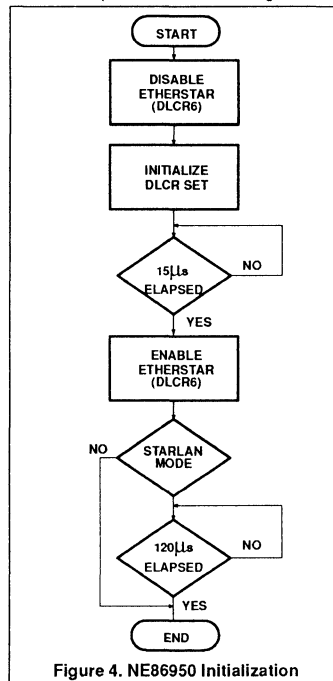 START
DISABLE
ETHERSTAR
(DLCR6)
INITIALIZE
DLCR SET
15μs
ELAPSED
NO
YES
ENABLE
ETHERSTAR
(DLCR6)
NO
STARLAN
MODE
120μs
ELAPSED
NO
YES
END
Figure 4. NE86950 Initialization